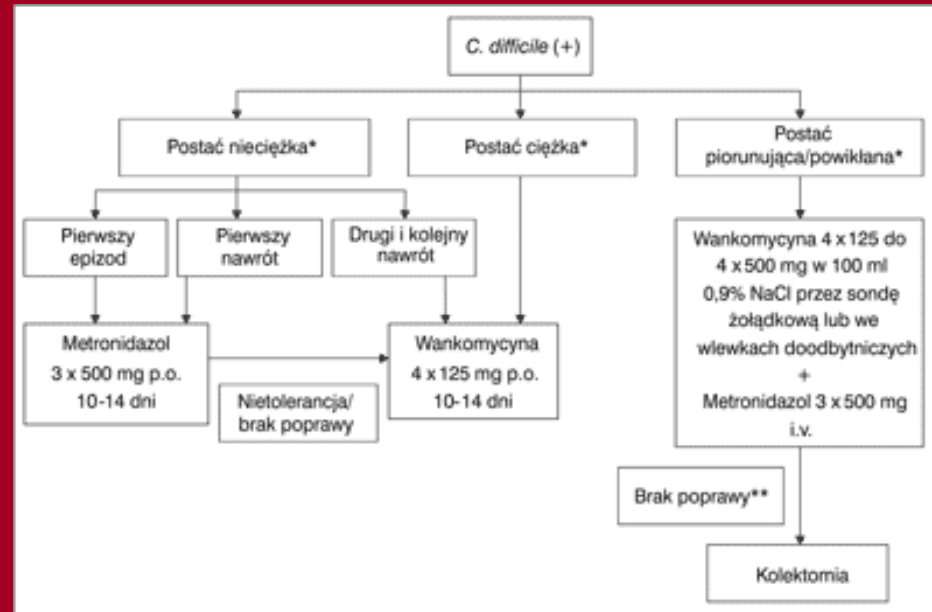 C. difficile (+)
Postać nieciężka*
Postać ciężka*
Postać
piorunująca/powikłana*
Pierwszy
epizod
Pierwszy
nawrót
Drugi i kolejny
nawrót
Metronidazol
3 x 500 mg p.o.
10-14 dni
Nietolerancja/
brak poprawy
Wankomycyna
4 x 125 mg p.o.
10-14 dni
Wankomycyna 4 x 125 do
4 x 500 mg w 100 ml
0,9% NaCl przez sondę
żołądkową lub we
wlewkach doodbytniczych
+
Metronidazol 3 x 500 mg
i.v.
Brak poprawy**
Kolektomia